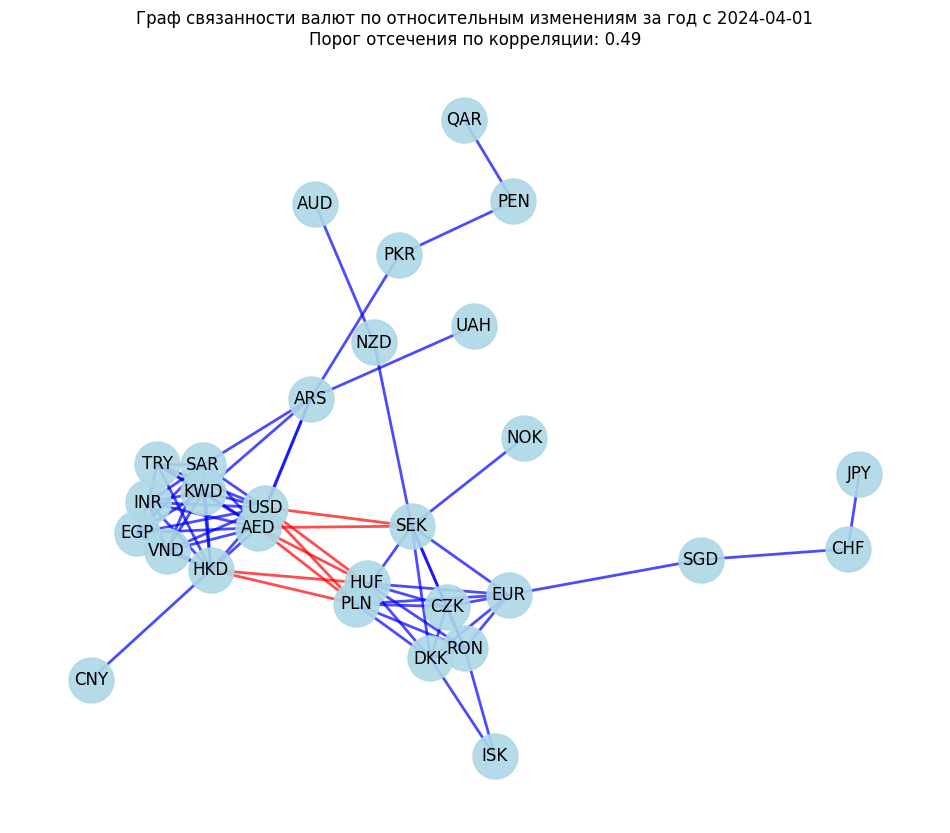 Граф связанности валют по относительным изменениям за год с 2024-04-01
Порог отсечения по корреляции: 0.49
QAR
AUD
PEN
PKR
UAH
NZD
ARS
NOK
TRY
SAR
JPY
KWD
INR
USD
EGP
AED
SEK
VND
CHF
SGD
HKD
HUF
EUR
PLN
CZK
RON
DKK
CNY
ISK